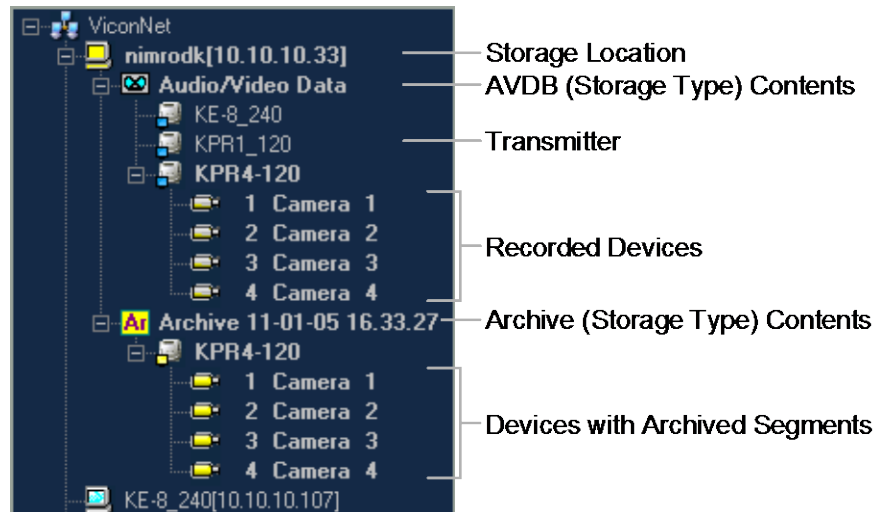 ViconNet
nimrodk[10.10.10.33] Storage Location
Audio/Video Data AVDB (Storage Type) Contents
KE-8_240
KPR1_120 Transmitter
KPR4-120
1 Camera 1
2 Camera 2
Recorded Devices
3 Camera 3
4 Camera 4
Ar Archive 11-01-05 16.33.27 Archive (Storage Type) Contents
KPR4-120
1 Camera 1
2 Camera 2
Devices with Archived Segments
3 Camera 3
4 Camera 4
KE-8_240[10.10.10.107]